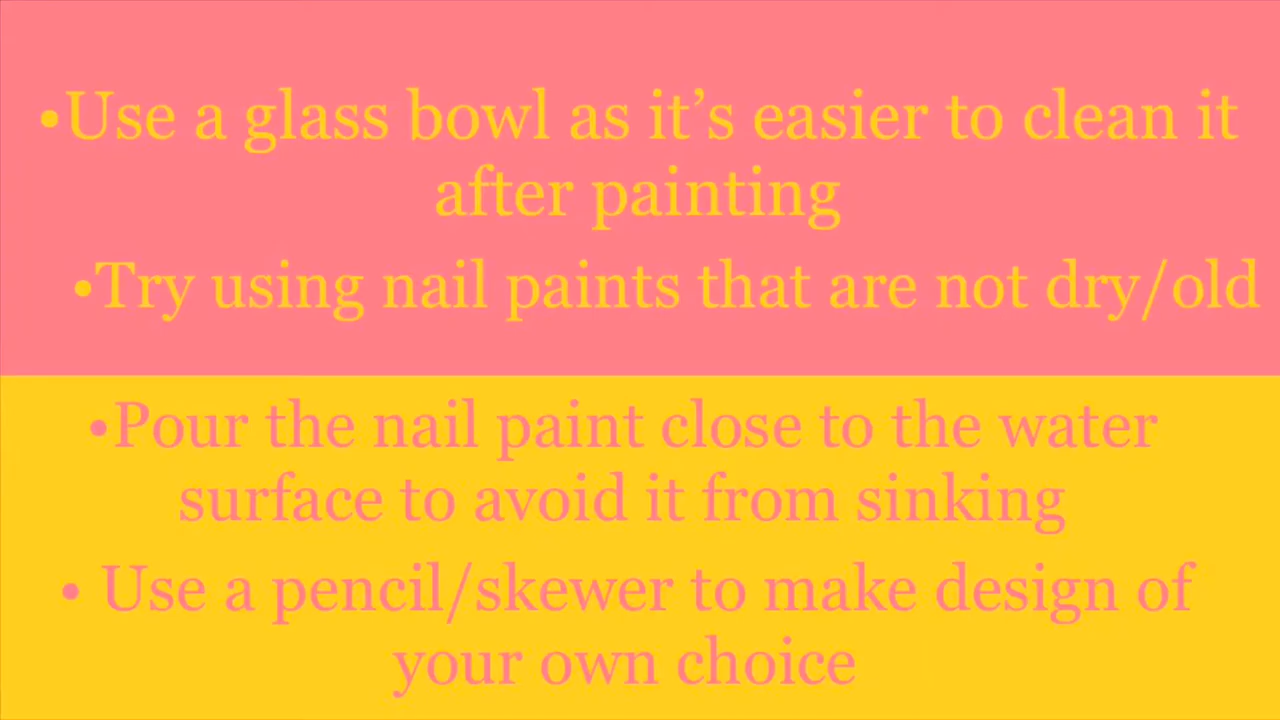 •Use a glass bowl as it’s easier to clean it
after painting
•Try using nail paints that are not dry/old
•Pour the nail paint close to the water
surface to avoid it from sinking
• Use a pencil/skewer to make design of
your own choice